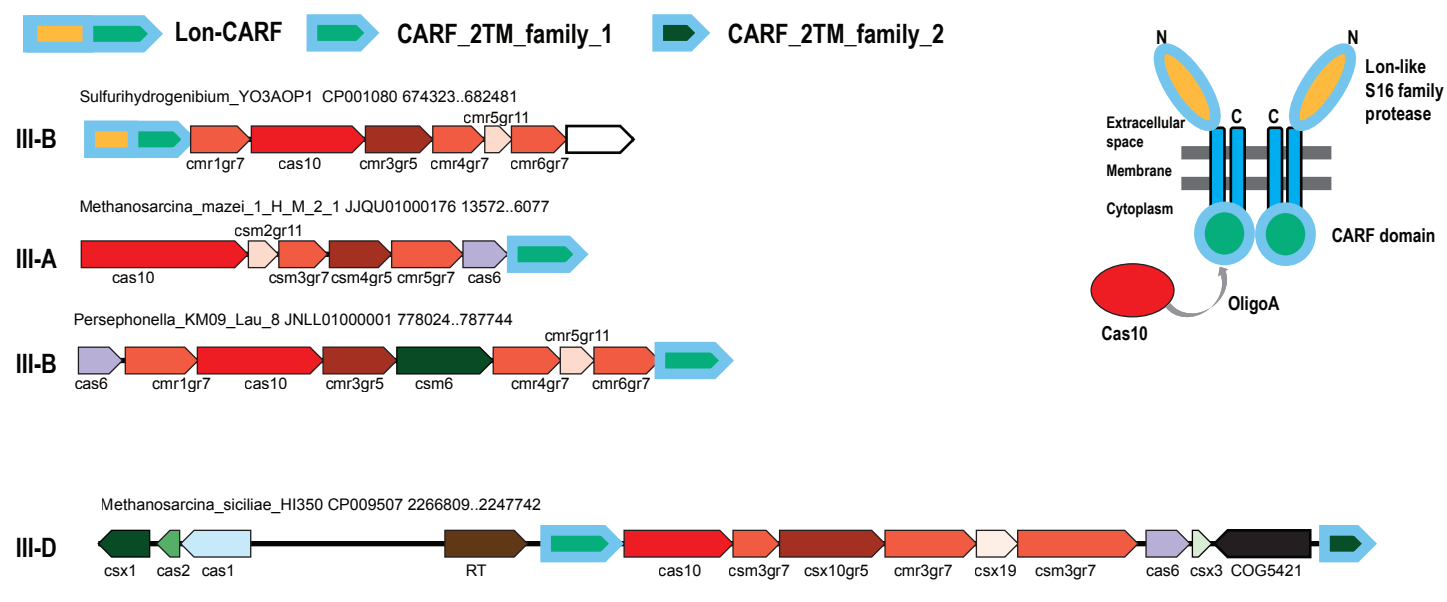 Lon-CARF CARF_2TM_family_1 CARF_2TM_family_2
Sulfurihydrogenibium_YO3AOP1 CP001080 674323..682481
III-B
cmr5gr11
cmr1gr7 cas10 cmr3gr5 cmr4gr7 cmr6gr7
Methanosarcina_mazei_1_H_M_2_1 JJQU01000176 13572..6077
III-A
csm2gr11
cas10 csm3gr7 csm4gr5 cmr5gr7 cas6
Persephonella_KM09_Lau_8 JNLL01000001 778024..787744
III-B
cmr5gr11
cas6 cmr1gr7 cas10 cmr3gr5 csm6 cmr4gr7 cmr6gr7
N N
Lon-like
S16 family
protease
Extracellular
space
C C
Membrane
Cytoplasm
CARF domain
OligoA
Cas10
Methanosarcina_siciliae_HI350 CP009507 2266809..2247742
III-D
csx1 cas2 cas1 RT cas10 csm3gr7 csx10gr5 cmr3gr7 csx19 csm3gr7 cas6 csx3 COG5421